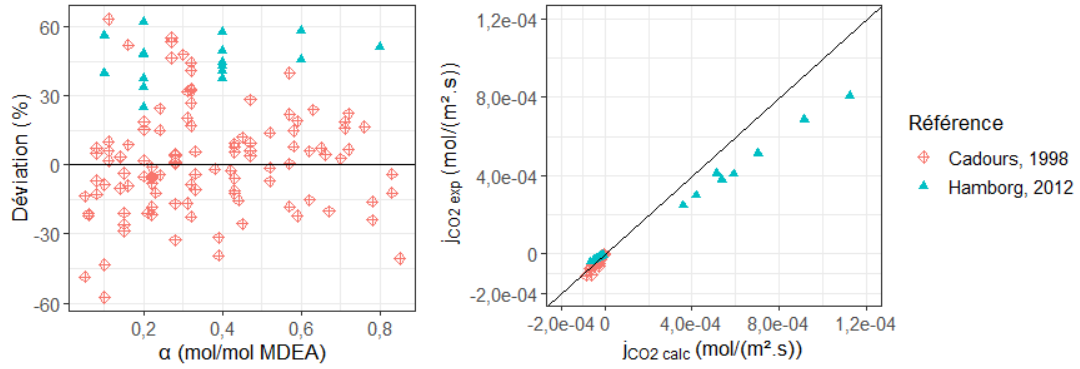 Déviation (%)
60
30
0
-30
-60
0,2
0,4
0,6
0,8
α (mol/mol MDEA)
jCO2 exp (mol/(m².s))
1,2e-04
8,0e-04
4,0e-04
0
-2,0e-04
-2,0e-04
0
4,0e-04
8,0e-04
1,2e-04
jCO2 calc (mol/(m².s))
Référence
Cadours, 1998
Hamborg, 2012